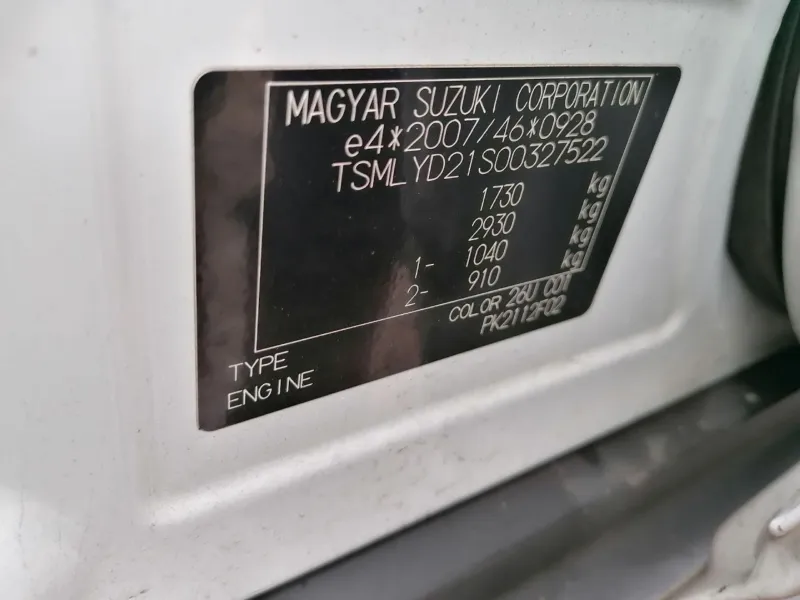 MAGYAR SUZUKI CORPORATION
e4*2007/46*0928
TSMLYD21S00327522
1730 kg
2930 kg
1- 1040 kg
2- 910 kg
COLOR 26U C01
PK2112F02
TYPE
ENGINE